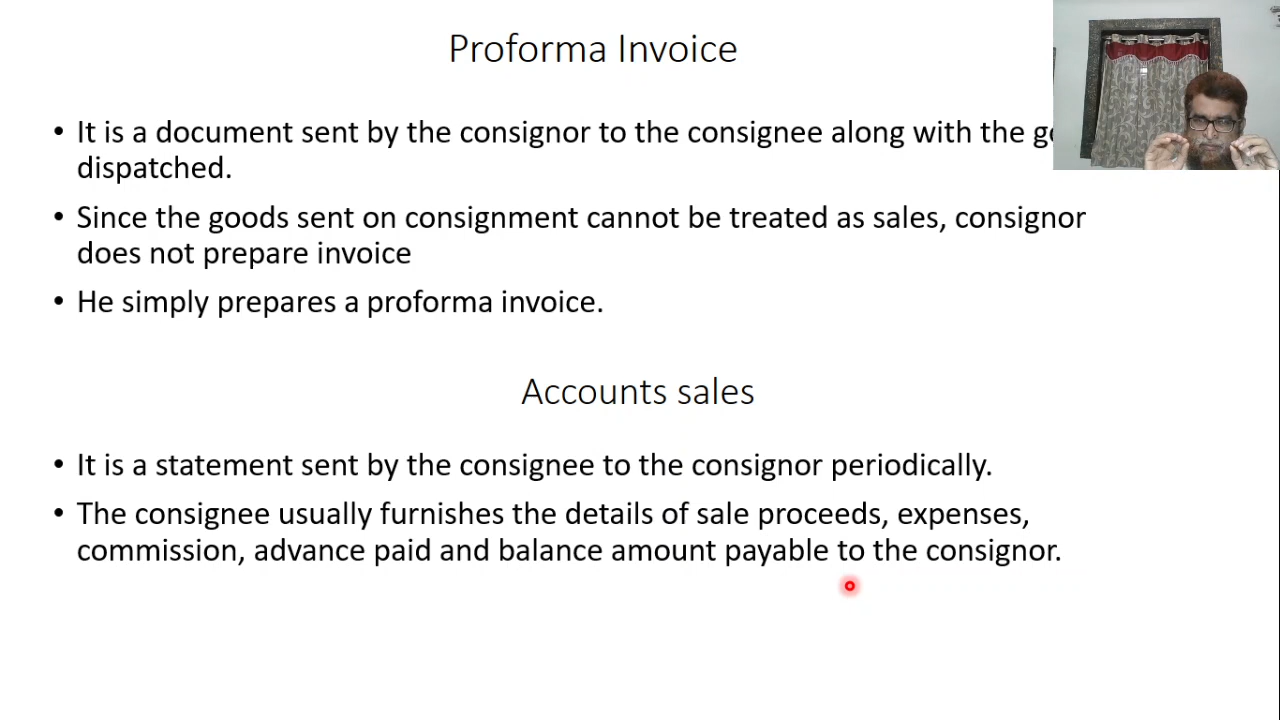 Proforma Invoice
• It is a document sent by the consignor to the consignee along with the
dispatched.
• Since the goods sent on consignment cannot be treated as sales, consignor
does not prepare invoice
• He simply prepares a proforma invoice.
Accounts sales
• It is a statement sent by the consignee to the consignor periodically.
• The consignee usually furnishes the details of sale proceeds, expenses,
commission, advance paid and balance amount payable to the consignor.